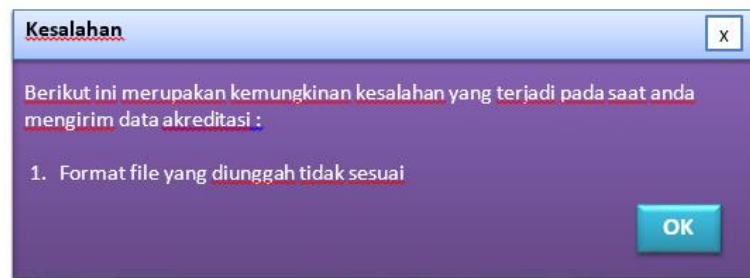 Kesalahan
x
Berikut ini merupakan kemungkinan kesalahan yang terjadi pada saat anda
mengirim data akreditasi :
1. Format file yang diunggah tidak sesuai
OK